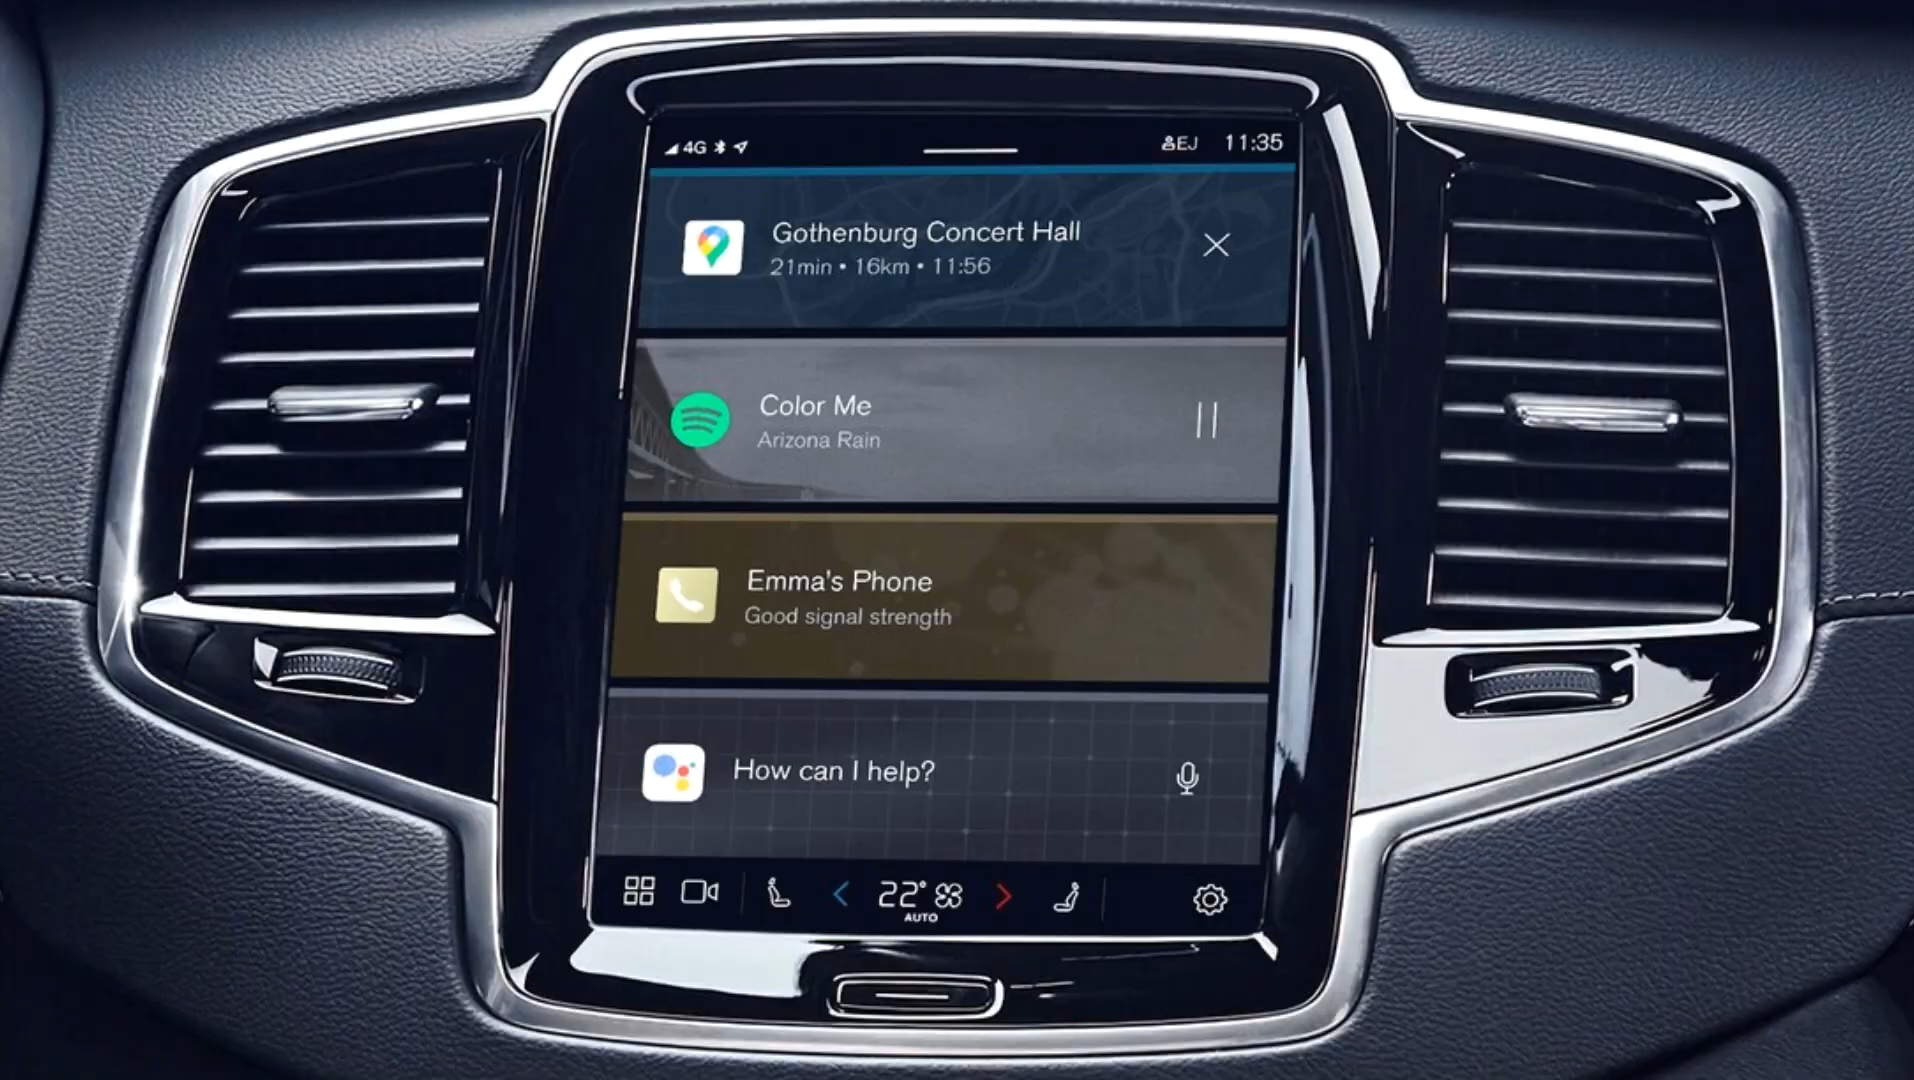 4G EJ 11:35
Gothenburg Concert Hall
21min • 16km • 11:56
Color Me
Arizona Rain
Emma's Phone
Good signal strength
How can I help?
22°
AUTO